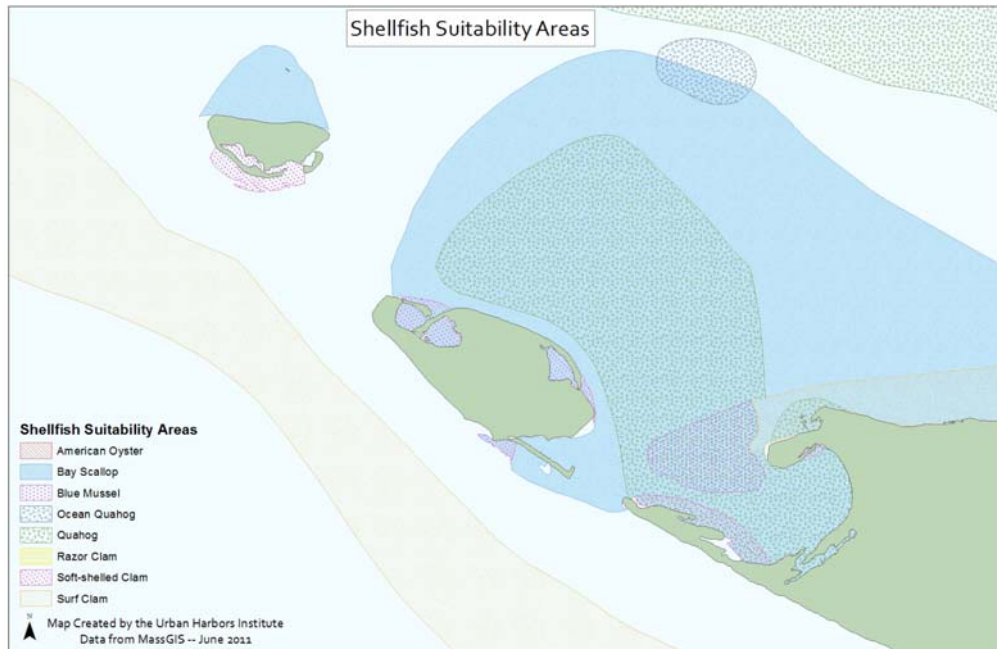 Shellfish Suitability Areas
Shellfish Suitability Areas
American Oyster
Bay Scallop
Blue Mussel
Ocean Quahog
Quahog
Razor Clam
Soft-shelled Clam
Surf Clam
N
Map Created by the Urban Harbors Institute
Data from MassGIS -- June 2011